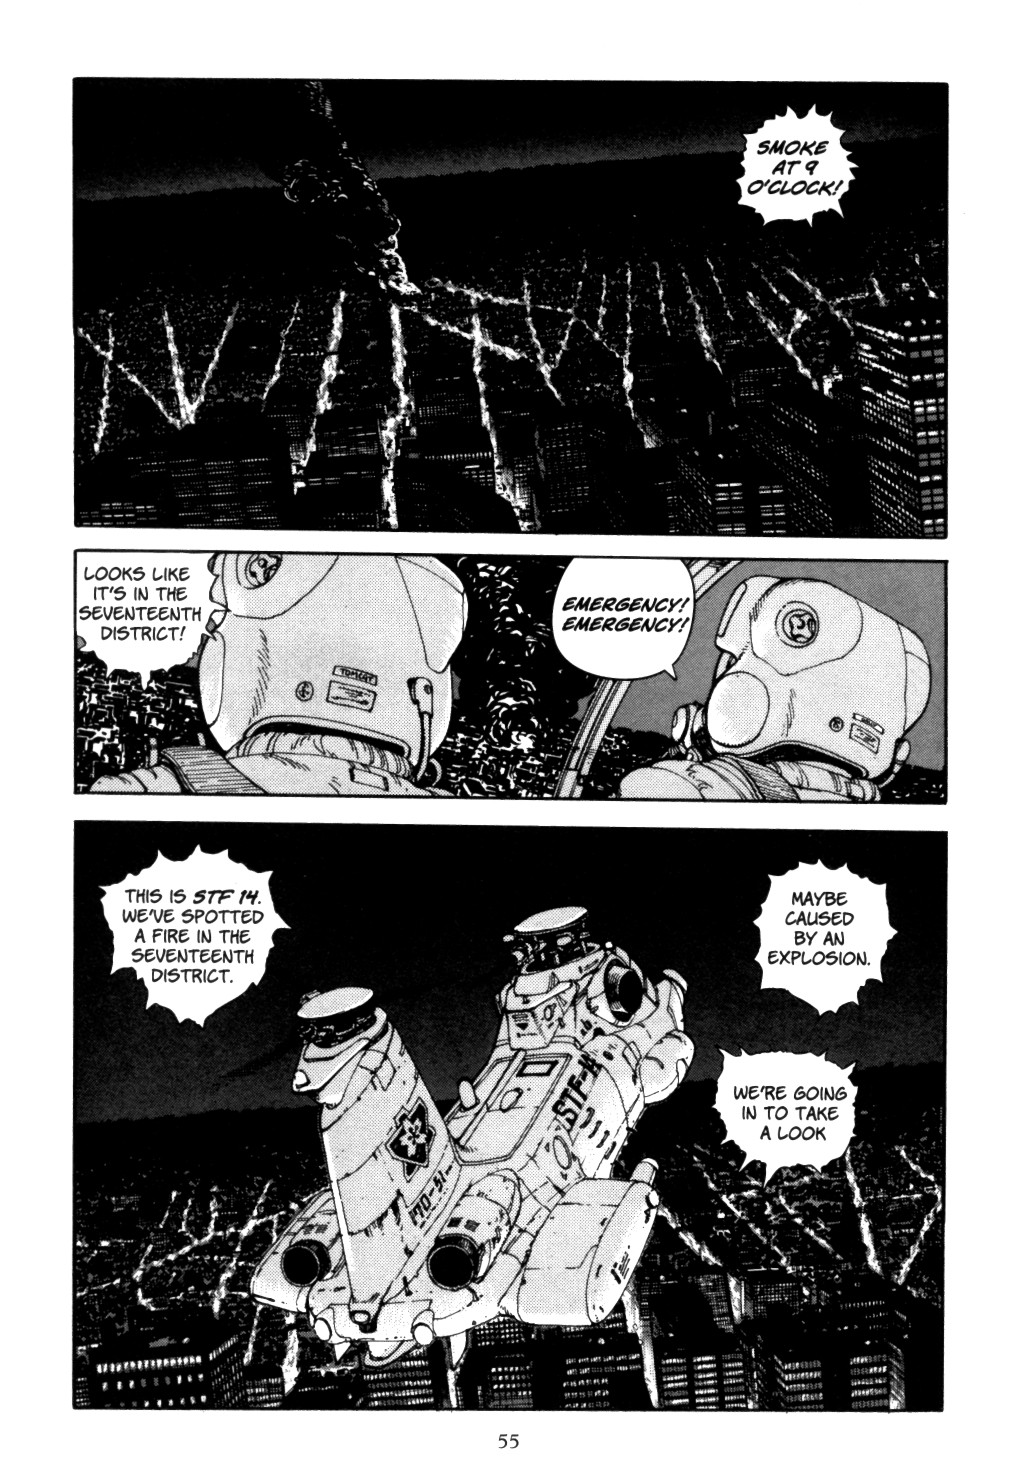 SMOKE
AT 9
O'CLOCK!
LOOKS LIKE
IT'S IN THE
SEVENTEENTH
DISTRICT!
TOMCAT
EMERGENCY!
EMERGENCY!
THIS IS STF 14.
WE'VE SPOTTED
A FIRE IN THE
SEVENTEENTH
DISTRICT.
MAYBE
CAUSED
BY AN
EXPLOSION.
WE'RE GOING
IN TO TAKE
A LOOK
55